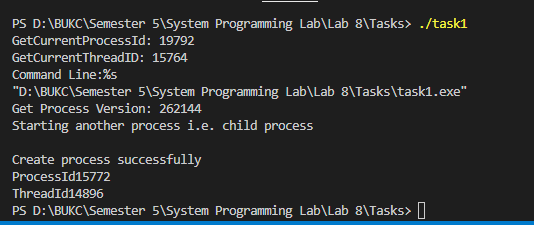 PS D:\BUKC\Semester 5\System Programming Lab\Lab 8\Tasks> ./task1
GetCurrentProcessId: 19792
GetCurrentThreadID: 15764
Command Line:%s
"D:\BUKC\Semester 5\System Programming Lab\Lab 8\Tasks\task1.exe"
Get Process Version: 262144
Starting another process i.e. child process
Create process successfully
ProcessId15772
ThreadId14896
PS D:\BUKC\Semester 5\System Programming Lab\Lab 8\Tasks>